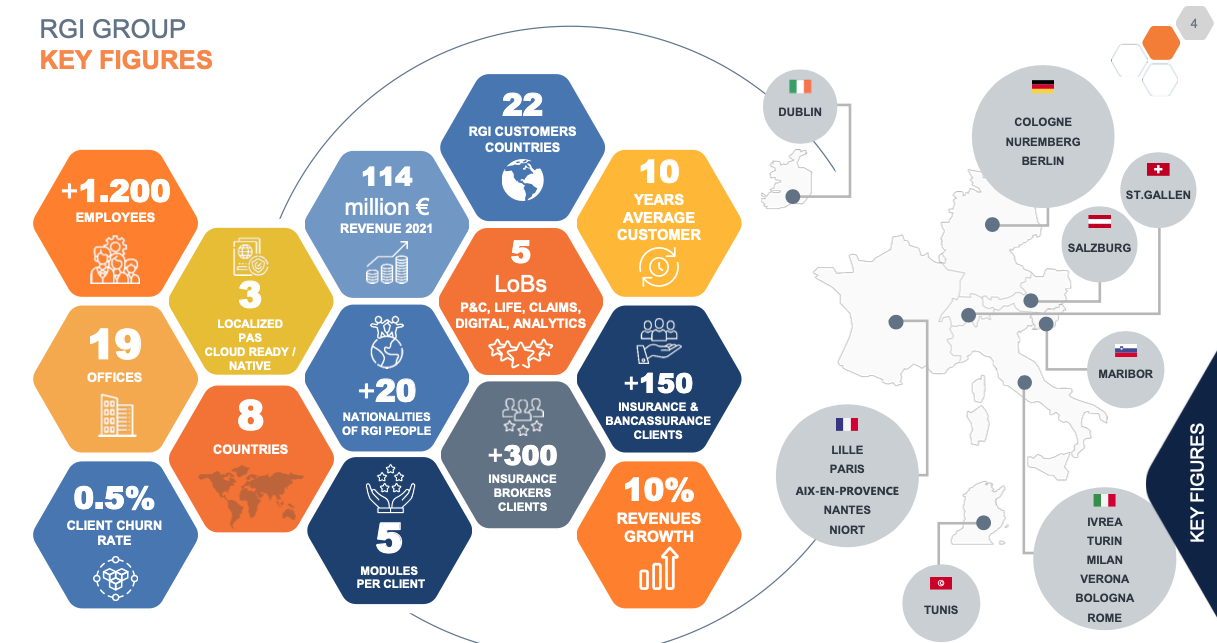 RGI GROUP
KEY FIGURES
4
+1.200
EMPLOYEES
19
OFFICES
0.5%
CLIENT CHURN
RATE
3
LOCALIZED
PAS
CLOUD READY /
NATIVE
8
COUNTRIES
114
million €
REVENUE 2021
+20
NATIONALITIES
OF RGI PEOPLE
5
MODULES
PER CLIENT
22
RGI CUSTOMERS
COUNTRIES
5
LoBs
P&C, LIFE, CLAIMS,
DIGITAL, ANALYTICS
+300
INSURANCE
BROKERS
CLIENTS
10
YEARS
AVERAGE
CUSTOMER
+150
INSURANCE &
BANCASSURANCE
CLIENTS
10%
REVENUES
GROWTH
DUBLIN
COLOGNE
NUREMBERG
BERLIN
ST.GALLEN
SALZBURG
MARIBOR
LILLE
PARIS
AIX-EN-PROVENCE
NANTES
NIORT
TUNIS
IVREA
TURIN
MILAN
VERONA
BOLOGNA
ROME
KEY FIGURES